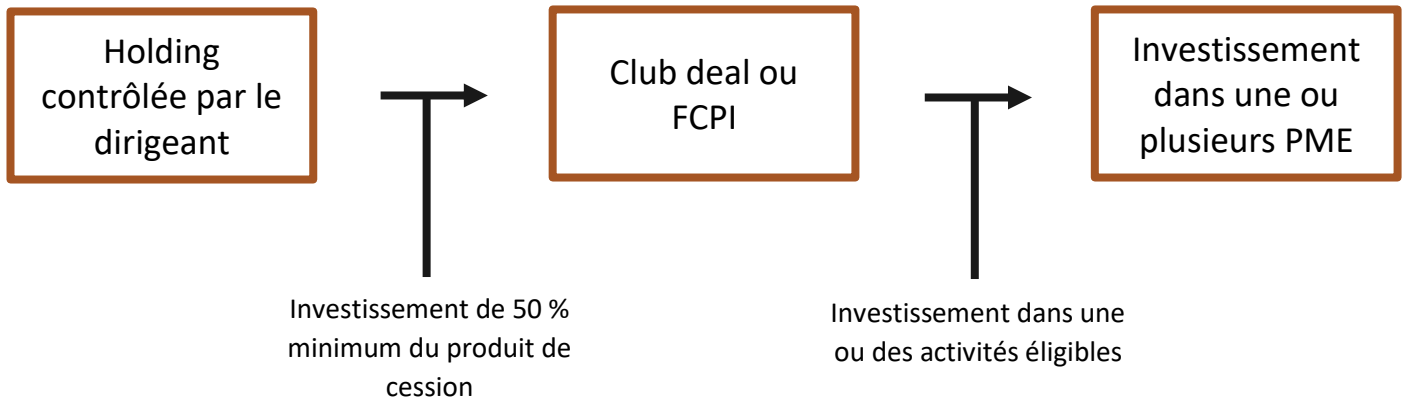 Holding
contrôlée par le
dirigeant
Club deal ou
FCPI
Investissement
dans une ou
plusieurs PME
Investissement de 50 %
minimum du produit de
cession
Investissement dans une
ou des activités éligibles